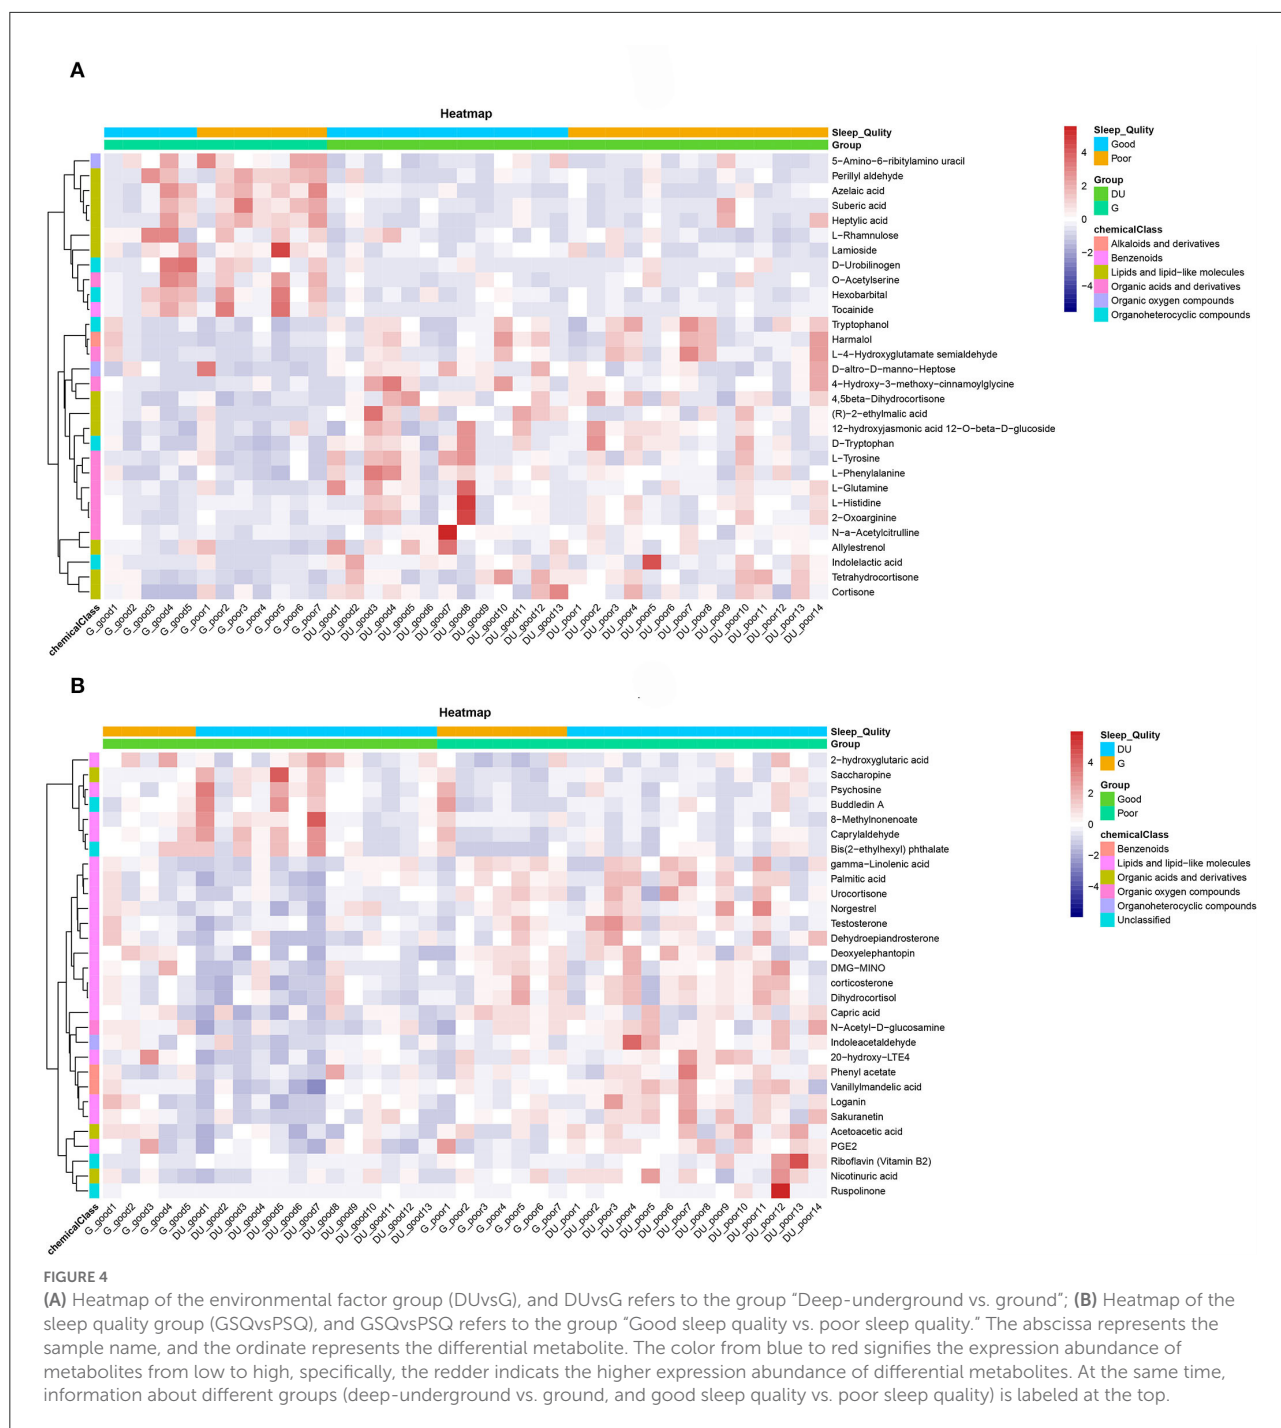 A
Heatmap
Sleep_Qulity
Group
5−Amino−6−ribitylamino uracil
Perillyl aldehyde
Azelaic acid
Suberic acid
Heptylic acid
L−Rhamnulose
Lamioside
D−Urobilinogen
O−Acetylserine
Hexobarbital
Tocainide
Tryptophanol
Harmalol
L−4−Hydroxyglutamate semialdehyde
D−altro−D−manno−Heptose
4−Hydroxy−3−methoxy−cinnamoylglycine
4,5beta−Dihydrocortisone
(R)−2−ethylmalic acid
12−hydroxyjasmonic acid 12−O−beta−D−glucoside
D−Tryptophan
L−Tyrosine
L−Phenylalanine
L−Glutamine
L−Histidine
2−Oxoarginine
N−a−Acetylcitrulline
Allylestrenol
Indolelactic acid
Tetrahydrocortisone
Cortisone
chemicalClass
G_good1
G_good2
G_good3
G_good4
G_good5
G_poor1
G_poor2
G_poor3
G_poor4
G_poor5
G_poor6
G_poor7
DU_good1
DU_good2
DU_good3
DU_good4
DU_good5
DU_good6
DU_good7
DU_good8
DU_good9
DU_good10
DU_good11
DU_good12
DU_good13
DU_poor1
DU_poor2
DU_poor3
DU_poor4
DU_poor5
DU_poor6
DU_poor7
DU_poor8
DU_poor9
DU_poor10
DU_poor11
DU_poor12
DU_poor13
DU_poor14
4
2
0
−2
−4
Sleep_Qulity
Good
Poor
Group
DU
G
chemicalClass
Alkaloids and derivatives
Benzenoids
Lipids and lipid−like molecules
Organic acids and derivatives
Organic oxygen compounds
Organoheterocyclic compounds
B
Heatmap
Sleep_Qulity
Group
2−hydroxyglutaric acid
Saccharopine
Psychosine
Buddledin A
8−Methylnonenoate
Caprylaldehyde
Bis(2−ethylhexyl) phthalate
gamma−Linolenic acid
Palmitic acid
Urocortisone
Norgestrel
Testosterone
Dehydroepiandrosterone
Deoxyelephantopin
DMG−MINO
corticosterone
Dihydrocortisol
Capric acid
N−Acetyl−D−glucosamine
Indoleacetaldehyde
20−hydroxy−LTE4
Phenyl acetate
Vanillylmandelic acid
Loganin
Sakuranetin
Acetoacetic acid
PGE2
Riboflavin (Vitamin B2)
Nicotinuric acid
Ruspolinone
chemicalClass
G_good1
G_good2
G_good3
G_good4
G_good5
DU_good1
DU_good2
DU_good3
DU_good4
DU_good5
DU_good6
DU_good7
DU_good8
DU_good9
DU_good10
DU_good11
DU_good12
DU_good13
G_poor1
G_poor2
G_poor3
G_poor4
G_poor5
G_poor6
G_poor7
DU_poor1
DU_poor2
DU_poor3
DU_poor4
DU_poor5
DU_poor6
DU_poor7
DU_poor8
DU_poor9
DU_poor10
DU_poor11
DU_poor12
DU_poor13
DU_poor14
4
2
0
−2
−4
Sleep_Qulity
DU
G
Group
Good
Poor
chemicalClass
Benzenoids
Lipids and lipid−like molecules
Organic acids and derivatives
Organic oxygen compounds
Organoheterocyclic compounds
Unclassified
FIGURE 4
(A) Heatmap of the environmental factor group (DUvsG), and DUvsG refers to the group "Deep-underground vs. ground"; (B) Heatmap of the
sleep quality group (GSQvsPSQ), and GSQvsPSQ refers to the group "Good sleep quality vs. poor sleep quality." The abscissa represents the
sample name, and the ordinate represents the differential metabolite. The color from blue to red signifies the expression abundance of
metabolites from low to high, specifically, the redder indicates the higher expression abundance of differential metabolites. At the same time,
information about different groups (deep-underground vs. ground, and good sleep quality vs. poor sleep quality) is labeled at the top.